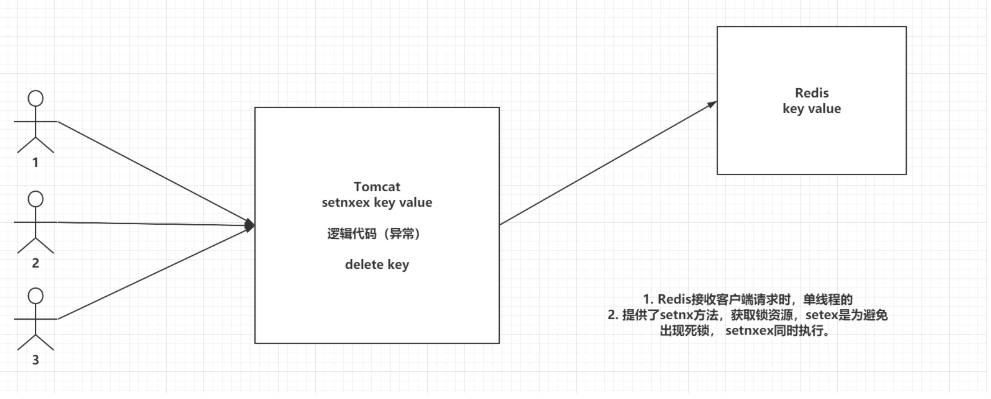 1
2
3
Tomcat
setnxex key value
逻辑代码（异常）
delete key
Redis
key value
1. Redis接收客户端请求时，单线程的
2. 提供了setnx方法，获取锁资源，setex是为避免
出现死锁， setnxex同时执行。